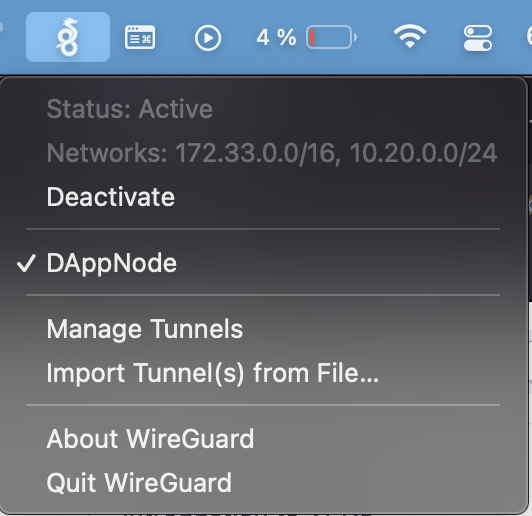 4 %
Status: Active
Networks: 172.33.0.0/16, 10.20.0.0/24
Deactivate
DAppNode
Manage Tunnels
Import Tunnel(s) from File...
About WireGuard
Quit WireGuard